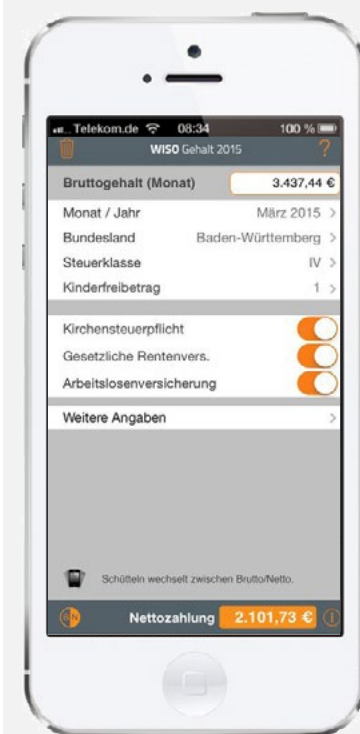 Telekom.de 08:34 100 %
WISO Gehalt 2015 ?
Bruttogehalt (Monat) 3.437,44 €
Monat / Jahr März 2015 >
Bundesland Baden-Württemberg >
Steuerklasse IV >
Kinderfreibetrag 1 >
Kirchensteuerpflicht
Gesetzliche Rentenvers.
Arbeitslosenversicherung
Weitere Angaben >
Schütteln wechselt zwischen Brutto/Netto.
B N Nettozahlung 2.101,73 € i